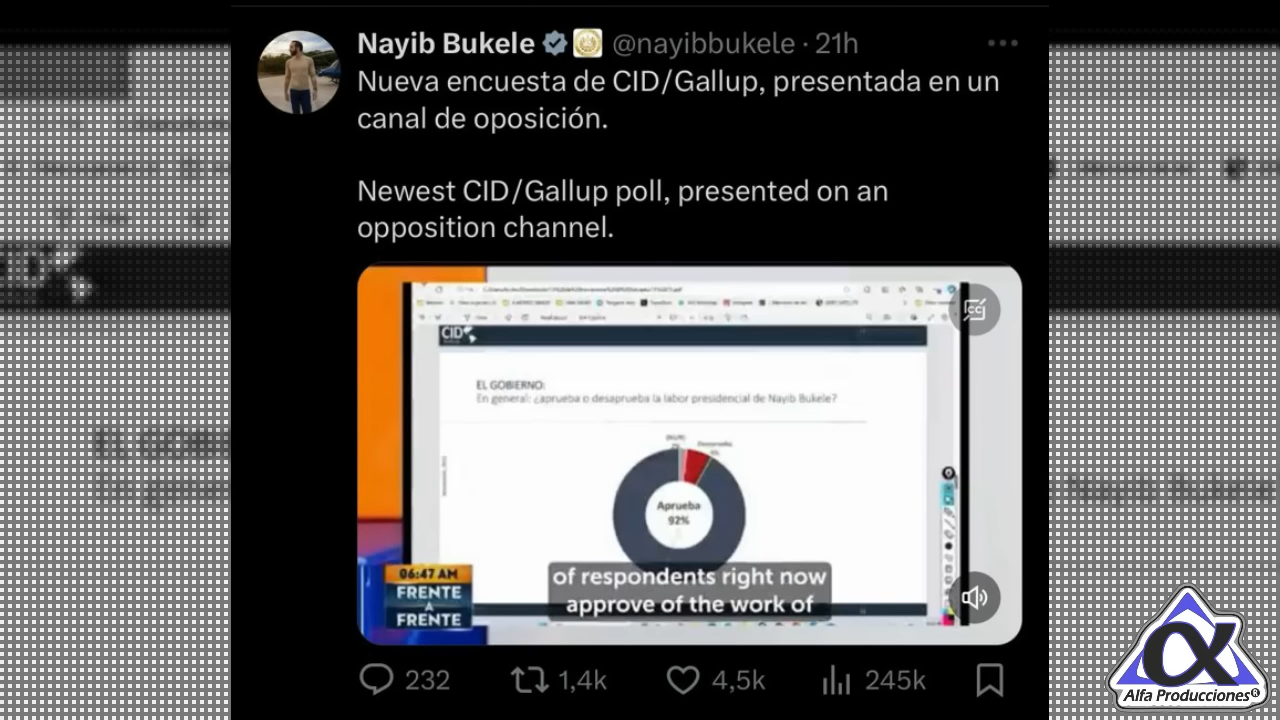 Nayib Bukele @nayibbukele · 21h
Nueva encuesta de CID/Gallup, presentada en un
canal de oposición.
Newest CID/Gallup poll, presented on an
opposition channel.
CID
EL GOBIERNO:
En general: ¿aprueba o desaprueba la labor presidencial de Nayib Bukele?
Desaprueba
Aprueba
92%
of respondents right now
approve of the work of
06:47 AM
FRENTE
A
FRENTE
232 1,4k 4,5k 245k
Alfa Producciones®